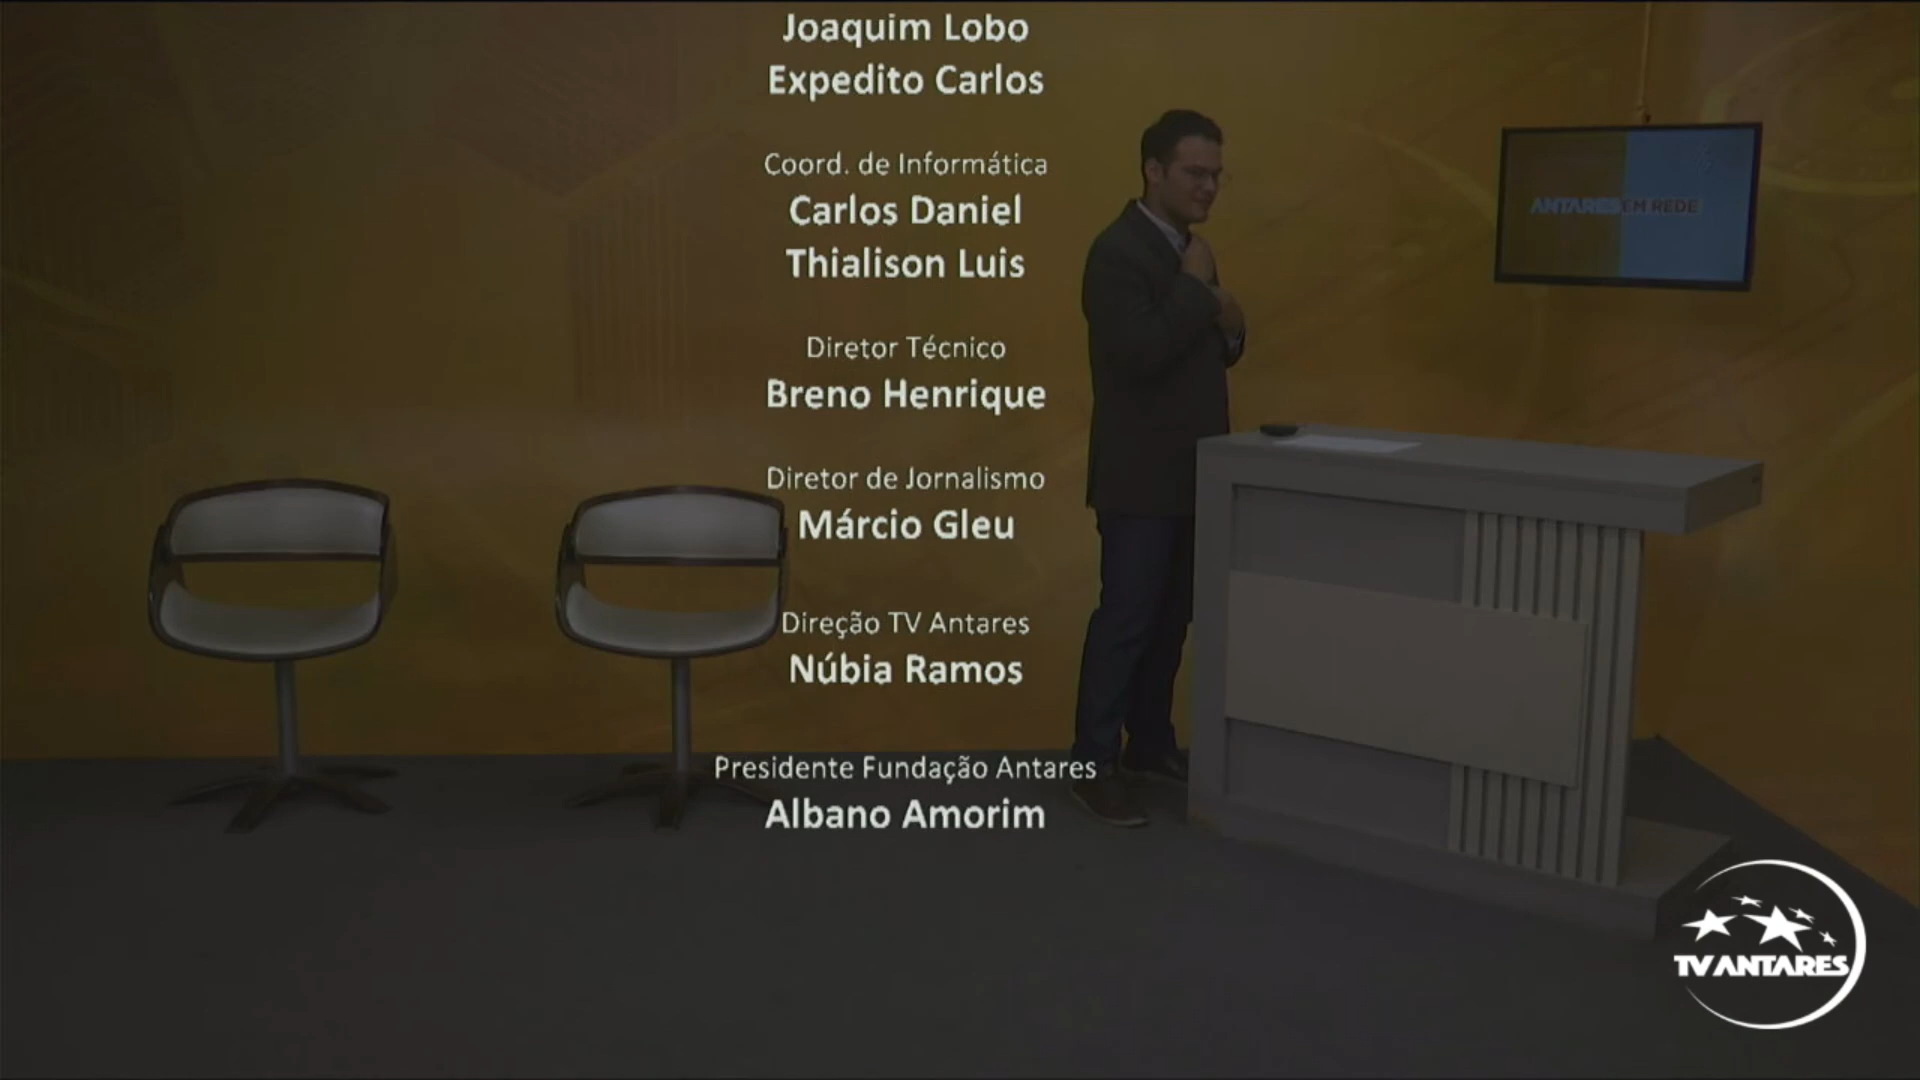 Joaquim Lobo
Expedito Carlos
Coord. de Informática
Carlos Daniel
Thialison Luis
Diretor Técnico
Breno Henrique
Diretor de Jornalismo
Márcio Gleu
Direção TV Antares
Núbia Ramos
Presidente Fundação Antares
Albano Amorim
ANTARES EM REDE
TV ANTARES